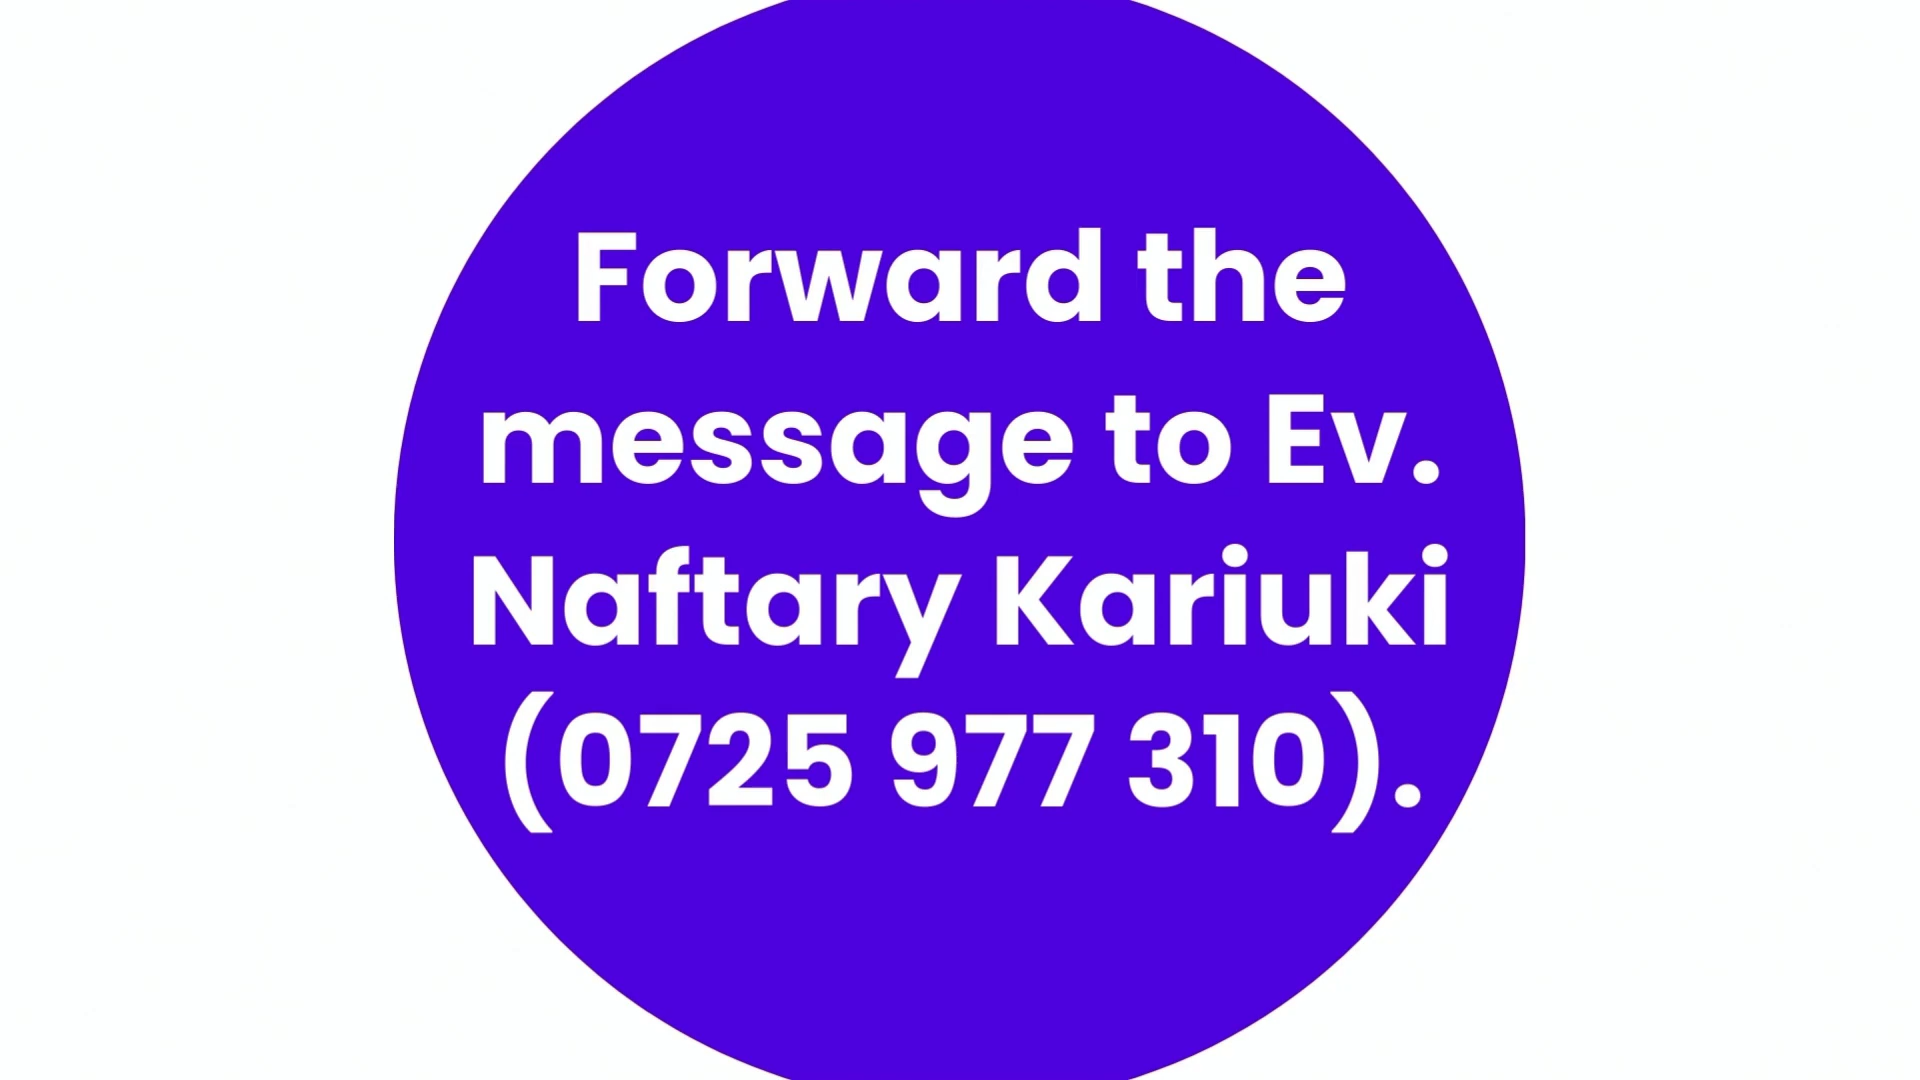 Forward the
message to Ev.
Naftary Kariuki
(0725 977 310).